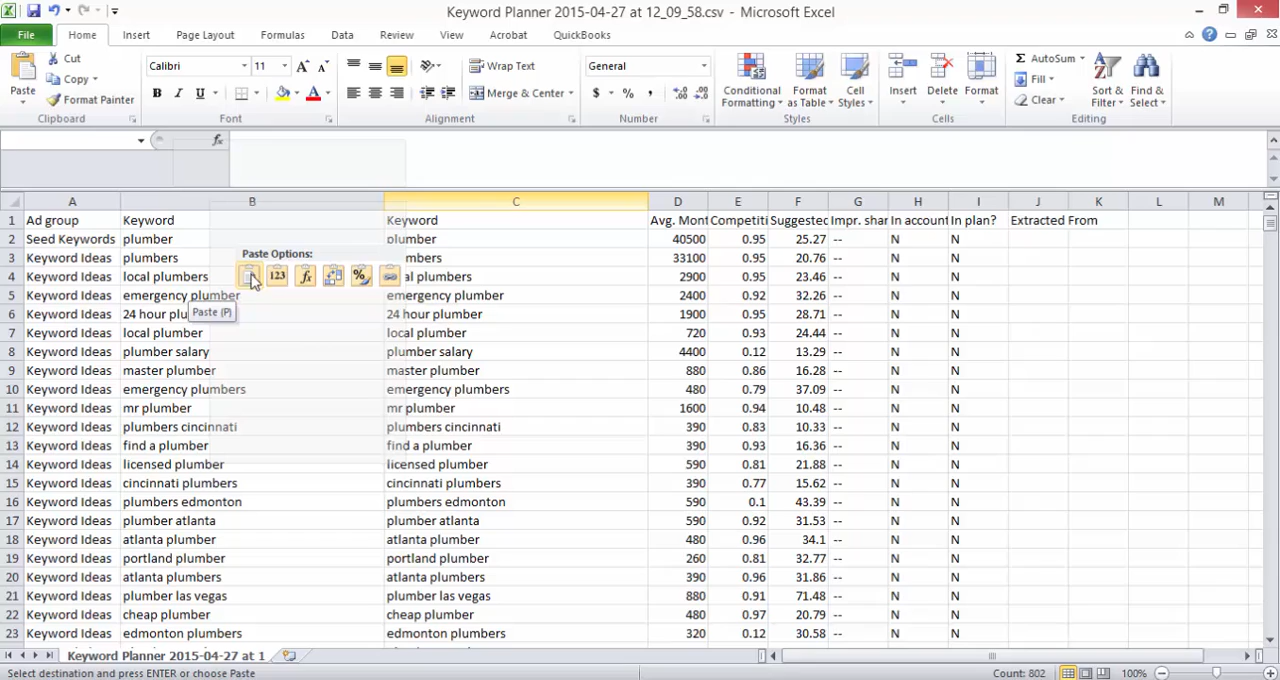 Keyword Planner 2015-04-27 at 12_09_58.csv - Microsoft Excel
File Home Insert Page Layout Formulas Data Review View Acrobat QuickBooks
Paste Cut Copy Format Painter
Clipboard
Calibri 11 A A
B I U A
Font
Wrap Text
Merge & Center
Alignment
General
$ % , .00 .00
Number
Conditional Formatting Format as Table Cell Styles
Styles
Insert Delete Format
Cells
Σ AutoSum
Fill
Clear
Sort & Filter Find & Select
Editing
fx
A B C D E F G H I J K L M
1 Ad group Keyword Keyword Avg. Mont Competiti Suggested Impr. share In account In plan? Extracted From
2 Seed Keywords plumber plumber 40500 0.95 25.27 -- N N
Paste Options:
3 Keyword Ideas plumbers mbers 33100 0.95 20.76 -- N N
123 fx %
4 Keyword Ideas local plumbers al plumbers 2900 0.95 23.46 -- N N
5 Keyword Ideas emergency plumber emergency plumber 2400 0.92 32.26 -- N N
Paste (P)
6 Keyword Ideas 24 hour plu 24 hour plumber 1900 0.95 28.71 -- N N
7 Keyword Ideas local plumber local plumber 720 0.93 24.44 -- N N
8 Keyword Ideas plumber salary plumber salary 4400 0.12 13.29 -- N N
9 Keyword Ideas master plumber master plumber 880 0.86 16.28 -- N N
10 Keyword Ideas emergency plumbers emergency plumbers 480 0.79 37.09 -- N N
11 Keyword Ideas mr plumber mr plumber 1600 0.94 10.48 -- N N
12 Keyword Ideas plumbers cincinnati plumbers cincinnati 390 0.83 10.33 -- N N
13 Keyword Ideas find a plumber find a plumber 390 0.93 16.36 -- N N
14 Keyword Ideas licensed plumber licensed plumber 590 0.81 21.88 -- N N
15 Keyword Ideas cincinnati plumbers cincinnati plumbers 390 0.77 15.62 -- N N
16 Keyword Ideas plumbers edmonton plumbers edmonton 590 0.1 43.39 -- N N
17 Keyword Ideas plumber atlanta plumber atlanta 590 0.92 31.53 -- N N
18 Keyword Ideas atlanta plumber atlanta plumber 480 0.96 34.1 -- N N
19 Keyword Ideas portland plumber portland plumber 260 0.81 32.77 -- N N
20 Keyword Ideas atlanta plumbers atlanta plumbers 390 0.96 31.86 -- N N
21 Keyword Ideas plumber las vegas plumber las vegas 880 0.91 71.48 -- N N
22 Keyword Ideas cheap plumber cheap plumber 480 0.97 20.79 -- N N
23 Keyword Ideas edmonton plumbers edmonton plumbers 320 0.12 30.58 -- N N
Keyword Planner 2015-04-27 at 1
Select destination and press ENTER or choose Paste Count: 802 100%